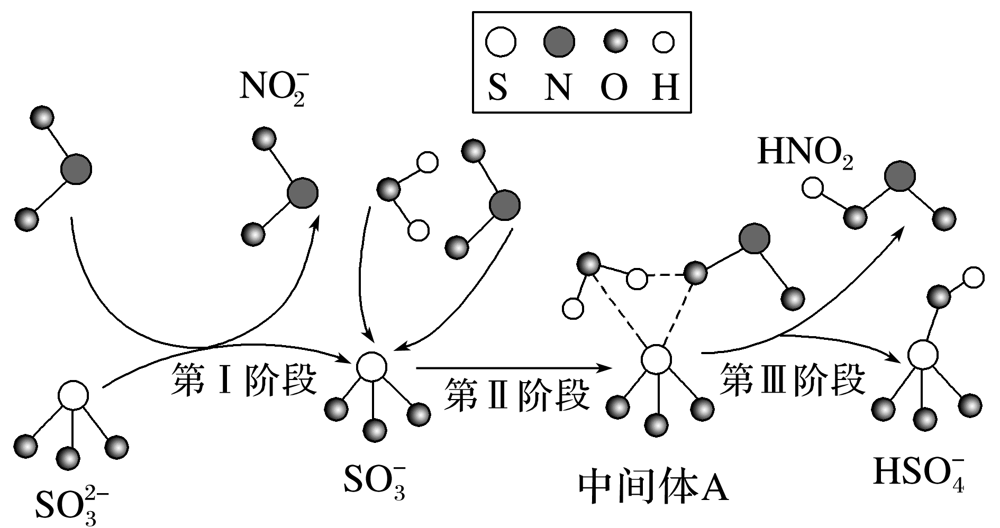 S N O H
NO₂⁻
HNO₂
第Ⅰ阶段
第Ⅱ阶段
第Ⅲ阶段
SO₃²⁻
SO₃⁻
中间体A
HSO₄⁻